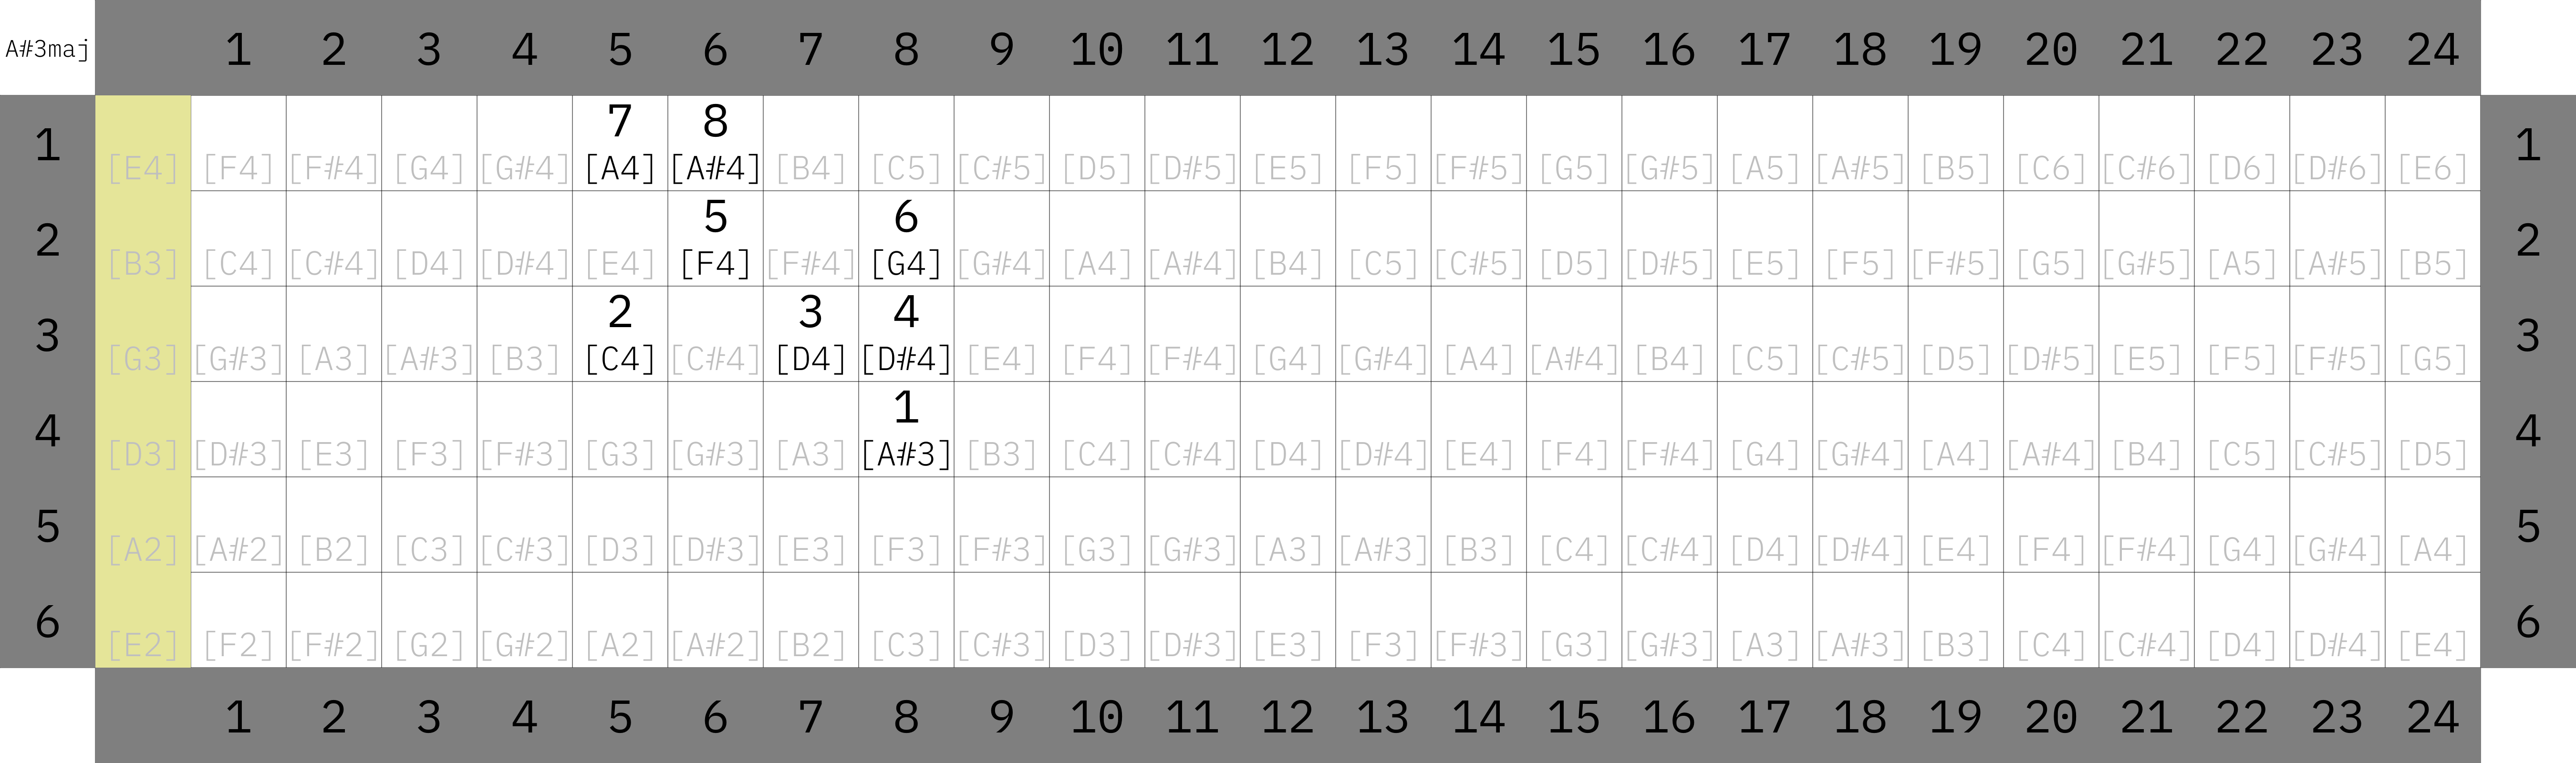 A#3maj 1 2 3 4 5 6 7 8 9 10 11 12 13 14 15 16 17 18 19 20 21 22 23 24
7 8
1 [E4] [F4] [F#4] [G4] [G#4] [A4] [A#4] [B4] [C5] [C#5] [D5] [D#5] [E5] [F5] [F#5] [G5] [G#5] [A5] [A#5] [B5] [C6] [C#6] [D6] [D#6] [E6] 1
5 6
2 [B3] [C4] [C#4] [D4] [D#4] [E4] [F4] [F#4] [G4] [G#4] [A4] [A#4] [B4] [C5] [C#5] [D5] [D#5] [E5] [F5] [F#5] [G5] [G#5] [A5] [A#5] [B5] 2
2 3 4
3 [G3] [G#3] [A3] [A#3] [B3] [C4] [C#4] [D4] [D#4] [E4] [F4] [F#4] [G4] [G#4] [A4] [A#4] [B4] [C5] [C#5] [D5] [D#5] [E5] [F5] [F#5] [G5] 3
1
4 [D3] [D#3] [E3] [F3] [F#3] [G3] [G#3] [A3] [A#3] [B3] [C4] [C#4] [D4] [D#4] [E4] [F4] [F#4] [G4] [G#4] [A4] [A#4] [B4] [C5] [C#5] [D5] 4
5 [A2] [A#2] [B2] [C3] [C#3] [D3] [D#3] [E3] [F3] [F#3] [G3] [G#3] [A3] [A#3] [B3] [C4] [C#4] [D4] [D#4] [E4] [F4] [F#4] [G4] [G#4] [A4] 5
6 [E2] [F2] [F#2] [G2] [G#2] [A2] [A#2] [B2] [C3] [C#3] [D3] [D#3] [E3] [F3] [F#3] [G3] [G#3] [A3] [A#3] [B3] [C4] [C#4] [D4] [D#4] [E4] 6
1 2 3 4 5 6 7 8 9 10 11 12 13 14 15 16 17 18 19 20 21 22 23 24